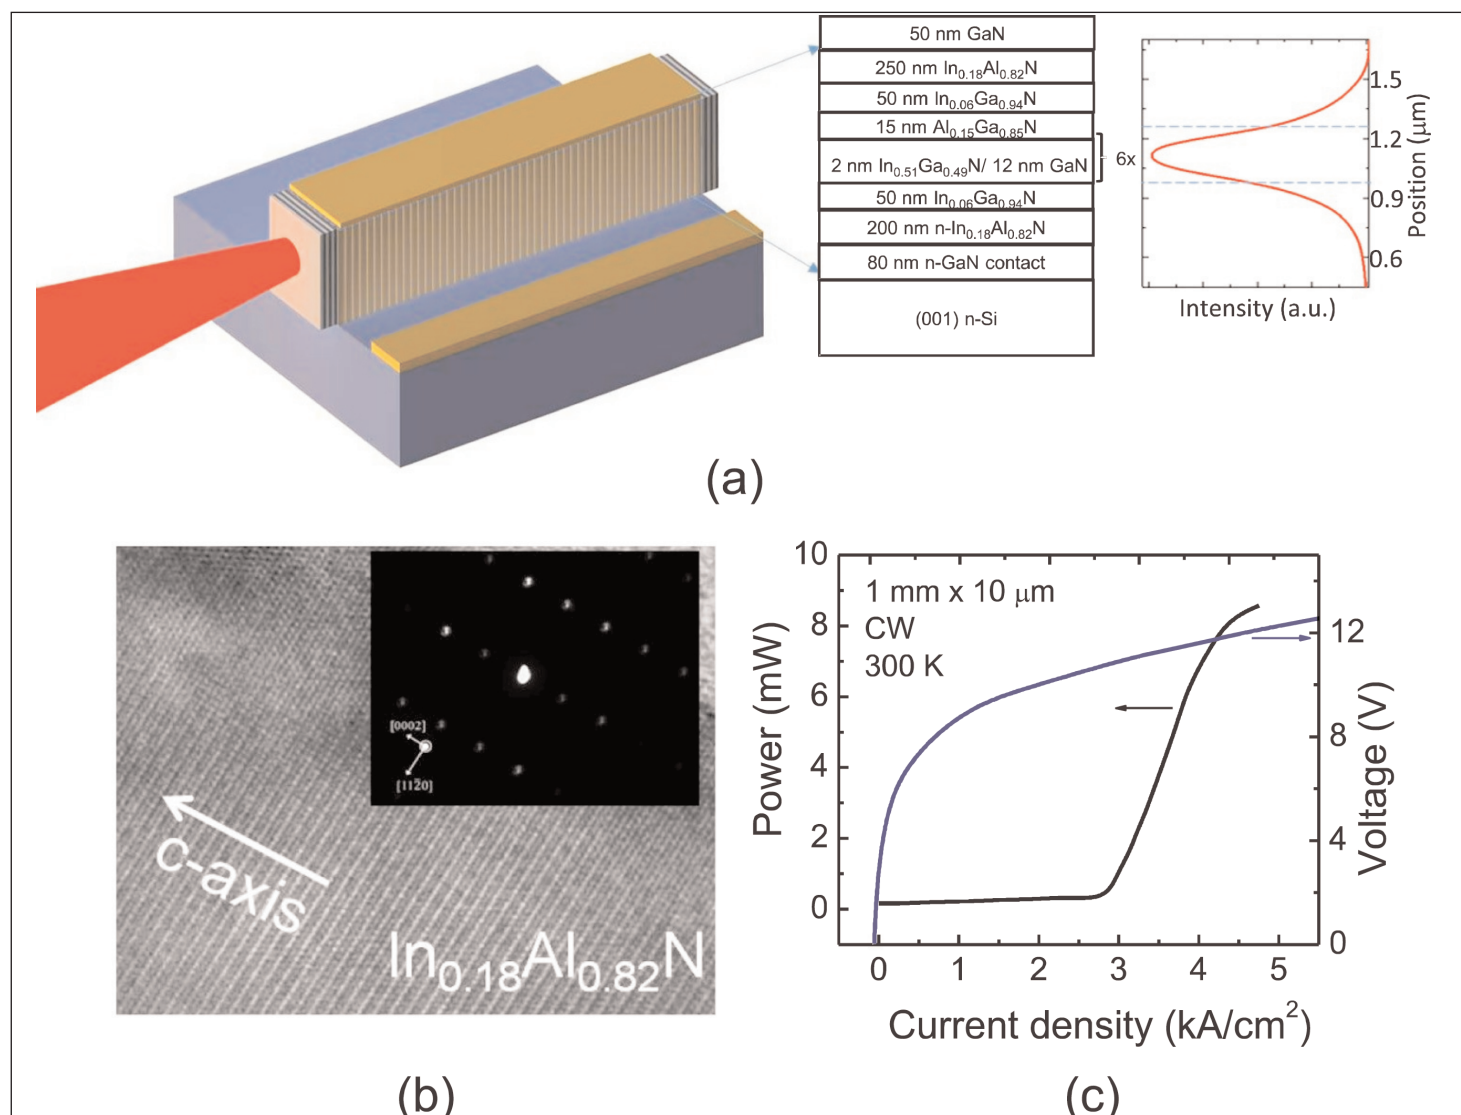 50 nm GaN
250 nm In0.18Al0.82N
50 nm In0.06Ga0.94N
15 nm Al0.15Ga0.85N
2 nm In0.51Ga0.49N/ 12 nm GaN
6x
50 nm In0.06Ga0.94N
200 nm n-In0.18Al0.82N
80 nm n-GaN contact
(001) n-Si
1.5
1.2
0.9
0.6
Position (μm)
Intensity (a.u.)
(a)
[0002]
[112̄0]
c-axis
In0.18Al0.82N
(b)
10
8
6
4
2
0
Power (mW)
1 mm x 10 μm
CW
300 K
12
8
4
0
Voltage (V)
0 1 2 3 4 5
Current density (kA/cm²)
(c)